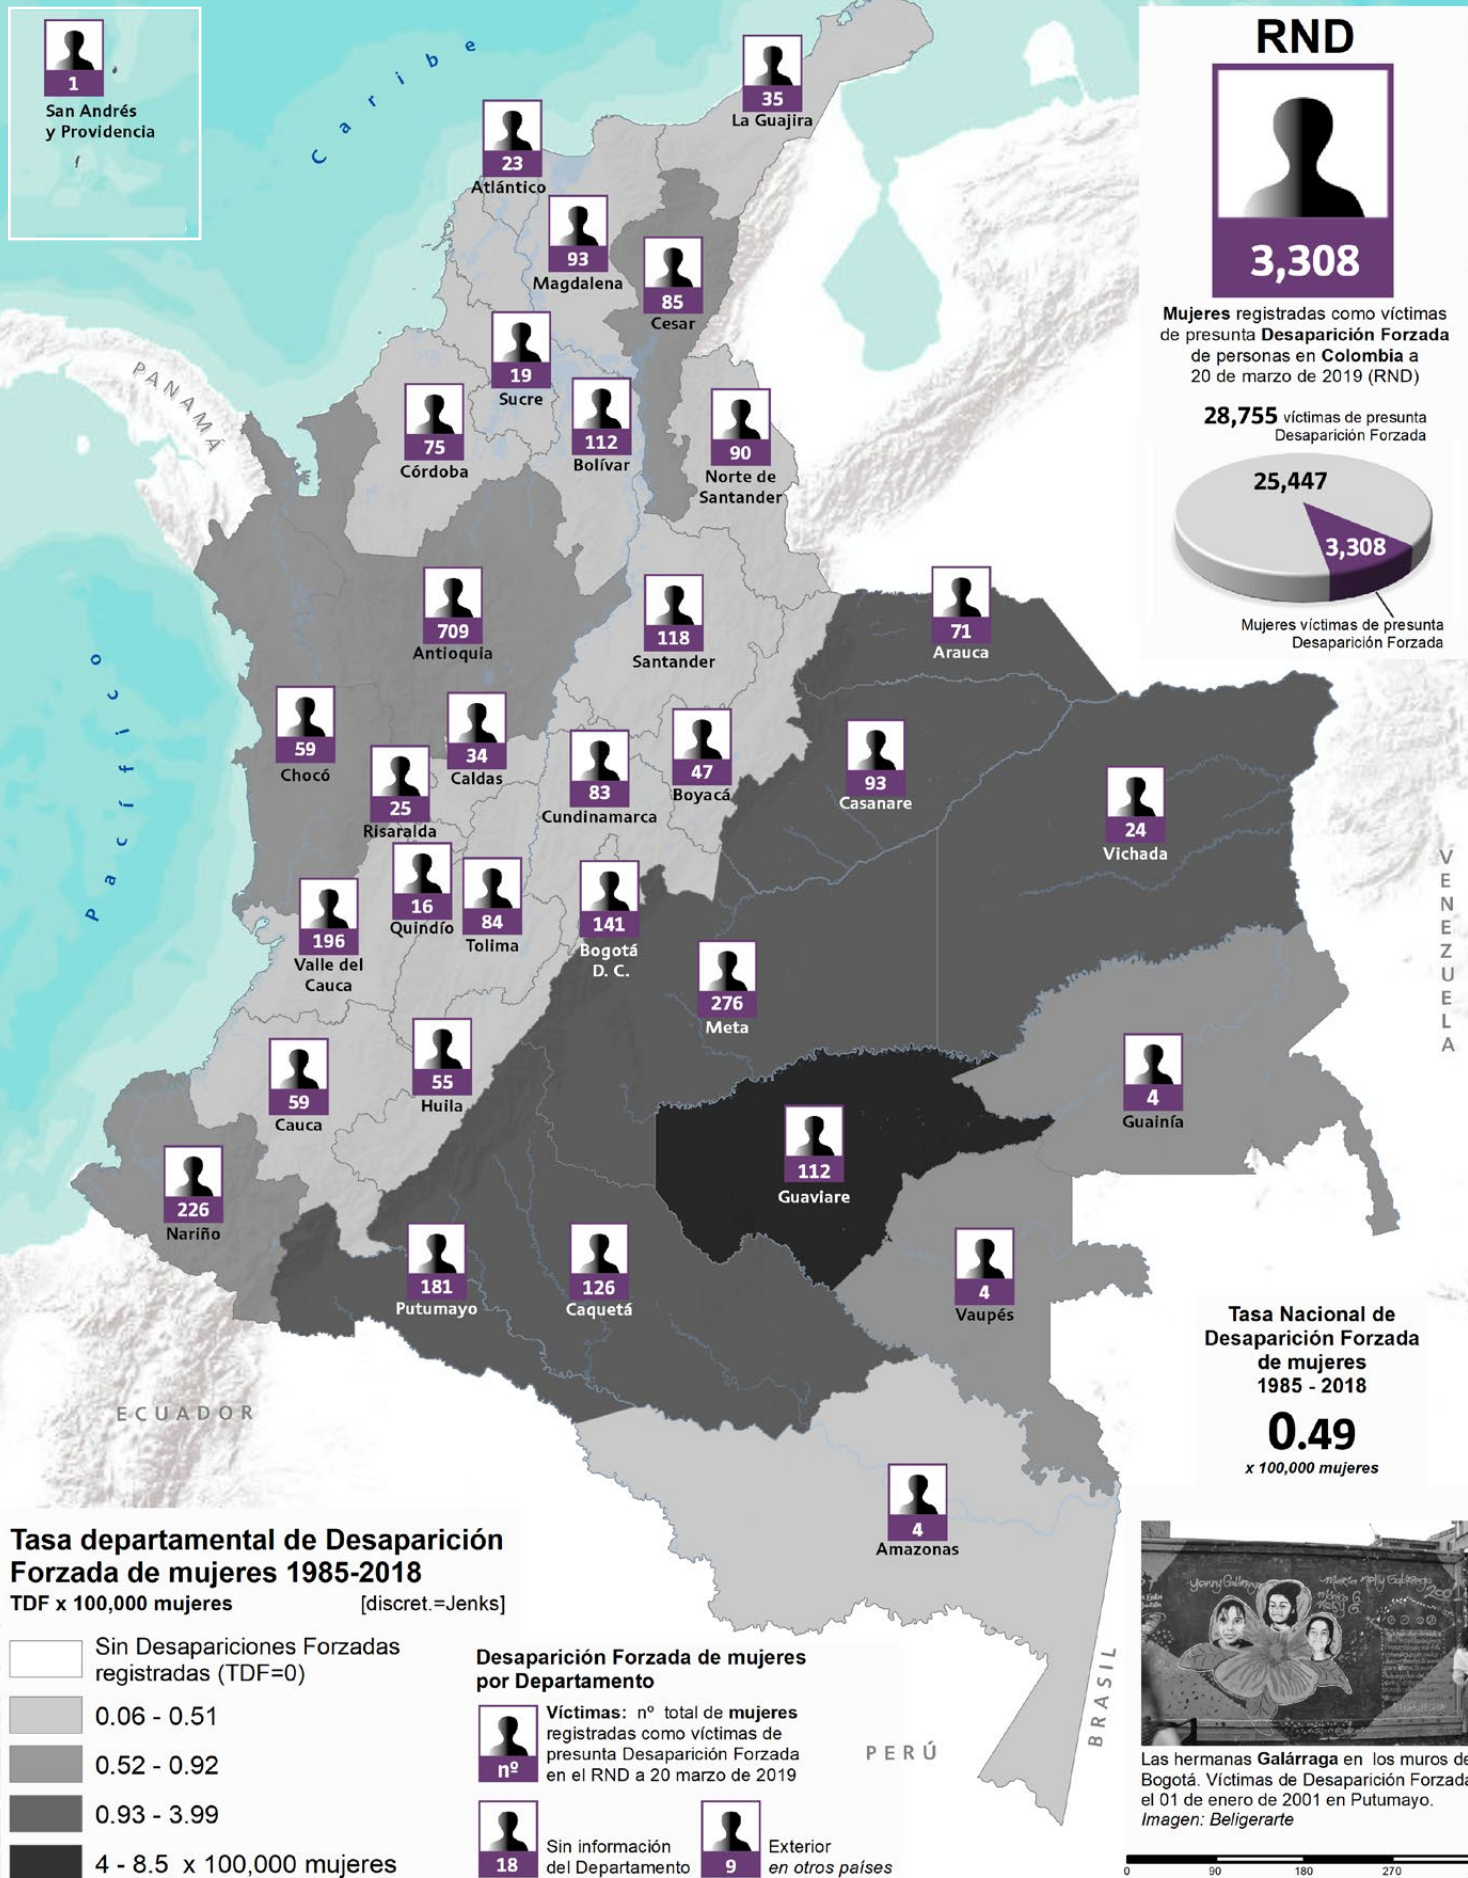 1
San Andrés
y Providencia
Caribe
35
La Guajira
23
Atlántico
93
Magdalena
85
Cesar
19
Sucre
75
Córdoba
112
Bolívar
90
Norte de
Santander
PANAMÁ
709
Antioquia
118
Santander
71
Arauca
Pacífico
59
Chocó
34
Caldas
25
Risaralda
83
Cundinamarca
47
Boyacá
93
Casanare
24
Vichada
16
Quindío
84
Tolima
196
Valle del
Cauca
141
Bogotá
D. C.
276
Meta
VENEZUELA
59
Cauca
55
Huila
4
Guainía
112
Guaviare
226
Nariño
181
Putumayo
126
Caquetá
4
Vaupés
ECUADOR
4
Amazonas
PERÚ
BRASIL
RND
3,308
Mujeres registradas como víctimas
de presunta Desaparición Forzada
de personas en Colombia a
20 de marzo de 2019 (RND)
28,755 víctimas de presunta
Desaparición Forzada
25,447
3,308
Mujeres víctimas de presunta
Desaparición Forzada
Tasa Nacional de
Desaparición Forzada
de mujeres
1985 - 2018
0.49
x 100,000 mujeres
Tasa departamental de Desaparición
Forzada de mujeres 1985-2018
TDF x 100,000 mujeres [discret.=Jenks]
Sin Desapariciones Forzadas
registradas (TDF=0)
0.06 - 0.51
0.52 - 0.92
0.93 - 3.99
4 - 8.5 x 100,000 mujeres
Desaparición Forzada de mujeres
por Departamento
nº
Víctimas: nº total de mujeres
registradas como víctimas de
presunta Desaparición Forzada
en el RND a 20 marzo de 2019
18
Sin información
del Departamento
9
Exterior
en otros países
Las hermanas Galárraga en los muros de
Bogotá. Víctimas de Desaparición Forzada
el 01 de enero de 2001 en Putumayo.
Imagen: Beligerarte
0 90 180 270